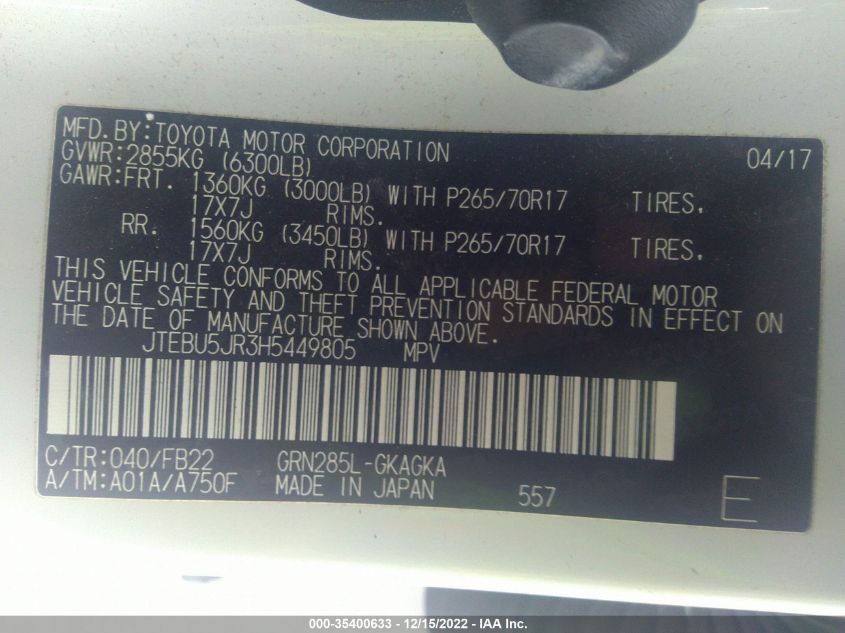 MFD.BY:TOYOTA MOTOR CORPORATION 04/17
GVWR:2855KG (6300LB)
GAWR:FRT. 1360KG (3000LB) WITH P265/70R17 TIRES.
17X7J RIMS.
RR. 1560KG (3450LB) WITH P265/70R17 TIRES.
17X7J RIMS.
THIS VEHICLE CONFORMS TO ALL APPLICABLE FEDERAL MOTOR
VEHICLE SAFETY AND THEFT PREVENTION STANDARDS IN EFFECT ON
THE DATE OF MANUFACTURE SHOWN ABOVE.
JTEBU5JR3H5449805 MPV
C/TR:040/FB22 GRN285L-GKAGKA
A/TM:A01A/A750F MADE IN JAPAN 557 E
000-35400633 - 12/15/2022 - IAA Inc.